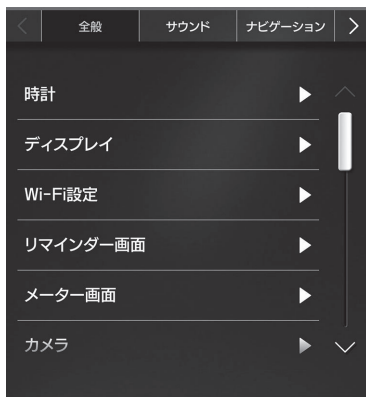 全般
サウンド
ナビゲーション
時計
ディスプレイ
Wi-Fi設定
リマインダー画面
メーター画面
カメラ